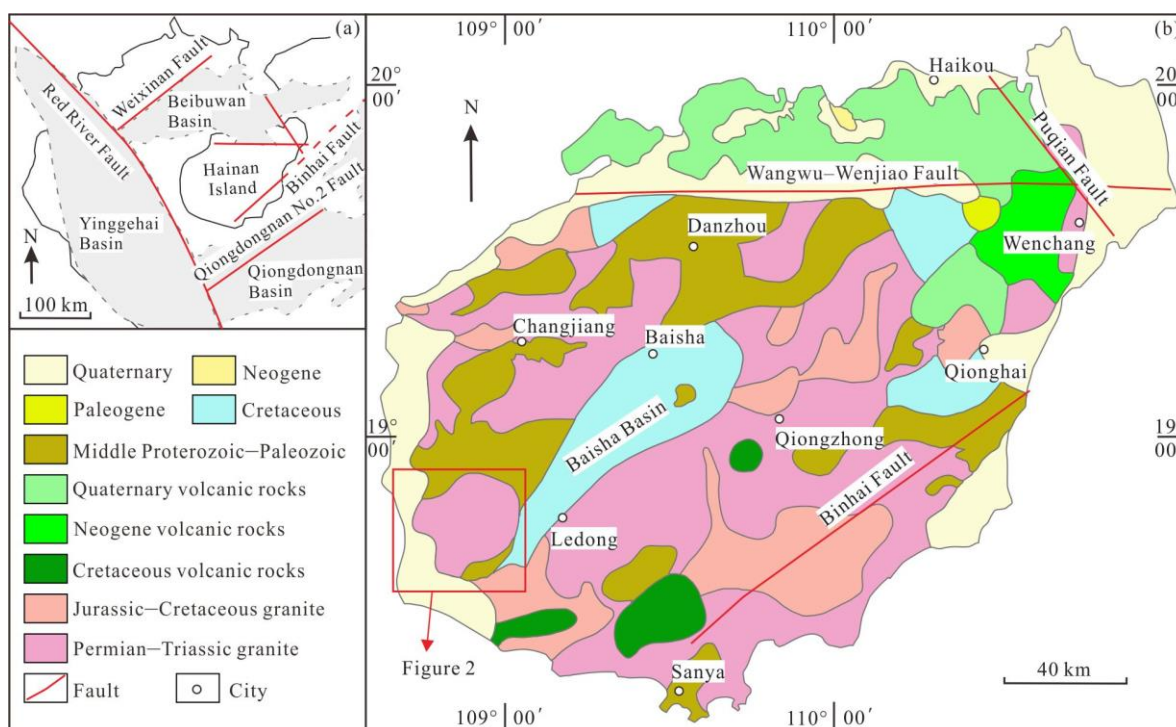 (a)
Red River Fault
Weixinan Fault
Beibuwan
Basin
Hainan
Island
Binhai Fault
Qiongdongnan No.2 Fault
Yinggehai
Basin
Qiongdongnan
Basin
N
100 km
Quaternary
Neogene
Paleogene
Cretaceous
Middle Proterozoic–Paleozoic
Quaternary volcanic rocks
Neogene volcanic rocks
Cretaceous volcanic rocks
Jurassic–Cretaceous granite
Permian–Triassic granite
Fault
City
109° 00′
110° 00′
(b)
20°
00′
20°
00′
N
Haikou
Puqian Fault
Wangwu–Wenjiao Fault
Danzhou
Wenchang
Changjiang
Baisha
Qionghai
Baisha Basin
Qiongzhong
19°
00′
19°
00′
Binhai Fault
Ledong
Figure 2
Sanya
40 km
109° 00′
110° 00′